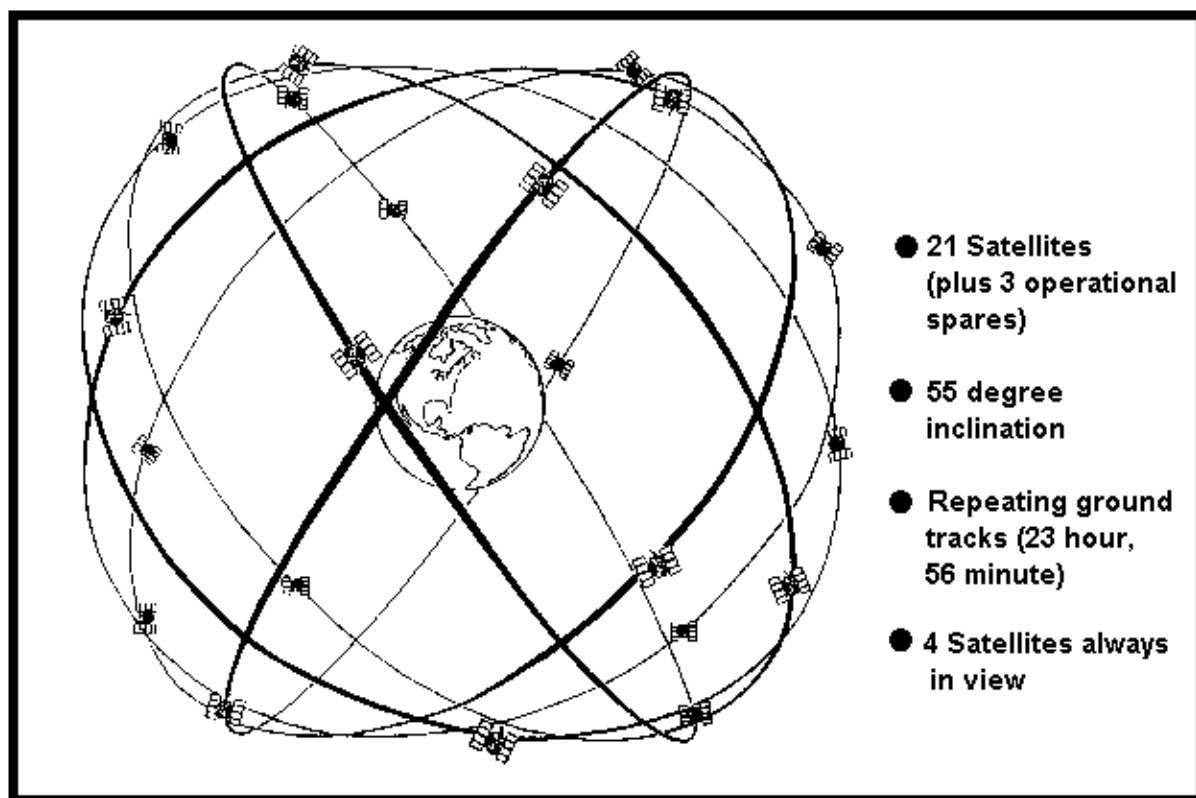 ● 21 Satellites
(plus 3 operational
spares)
● 55 degree
inclination
● Repeating ground
tracks (23 hour,
56 minute)
● 4 Satellites always
in view